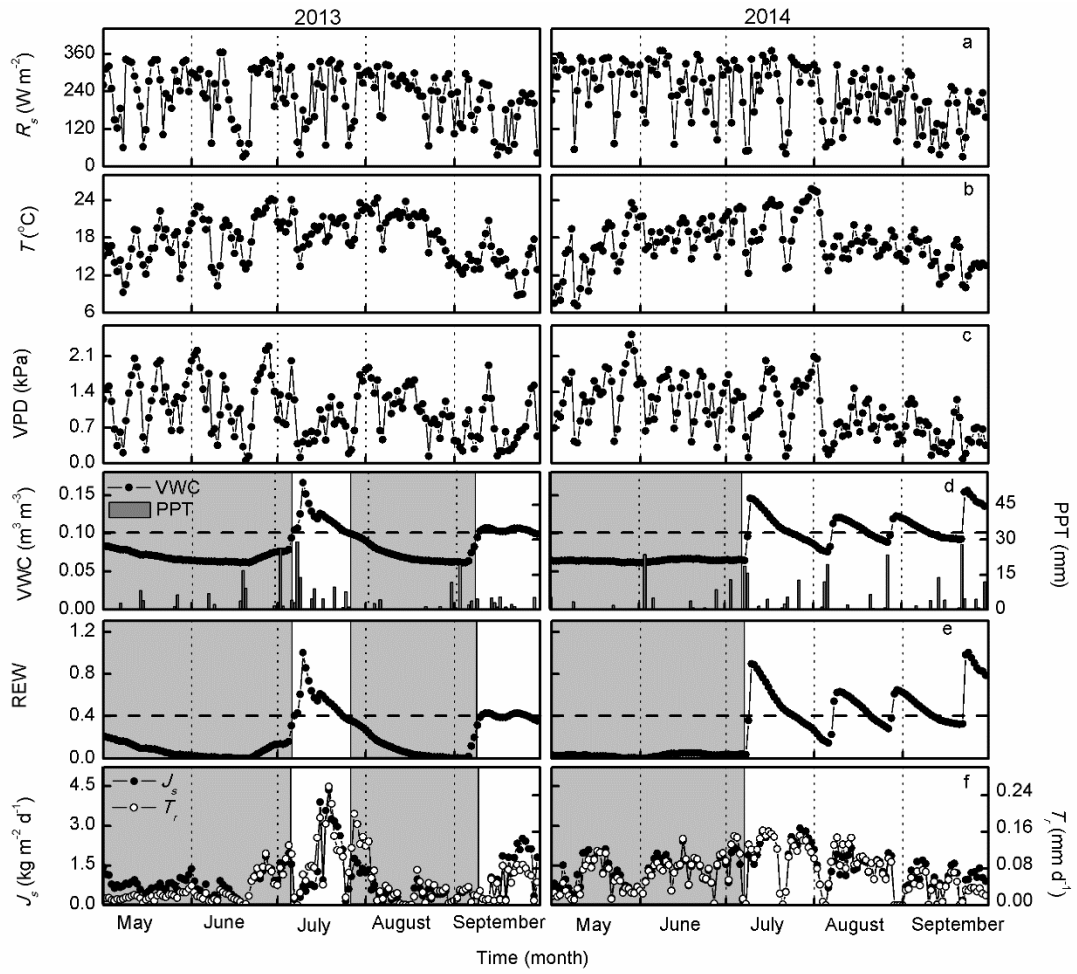 2013 2014
a
360
240
120
0
R_s (W m⁻²)
b
24
18
12
6
T (°C)
c
2.1
1.4
0.7
0.0
VPD (kPa)
d
VWC
PPT
0.15
0.10
0.05
0.00
VWC (m³ m⁻³)
45
30
15
0
PPT (mm)
e
1.2
0.8
0.4
0.0
REW
f
J_s
T_r
4.5
3.0
1.5
0.0
J_s (kg m⁻² d⁻¹)
0.24
0.16
0.08
0.00
T_r (mm d⁻¹)
May June July August September May June July August September
Time (month)